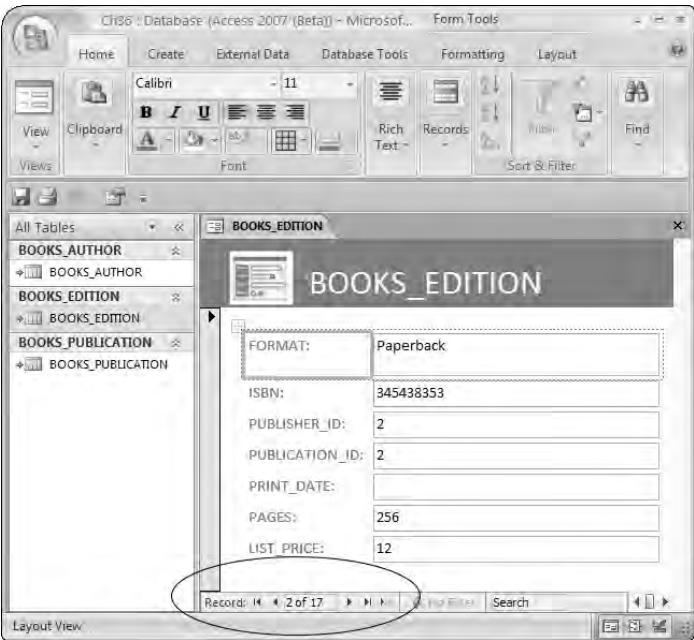 Ch36 : Database (Access 2007 (Beta)) - Microsof... Form Tools
Home Create External Data Database Tools Formatting Layout
Calibri 11
B I U
A ab
View Clipboard Rich Text Records Filter Find
Views Font Sort & Filter
All Tables
BOOKS_AUTHOR
BOOKS_AUTHOR
BOOKS_EDITION
BOOKS_EDITION
BOOKS_PUBLICATION
BOOKS_PUBLICATION
BOOKS_EDITION
BOOKS_EDITION
FORMAT: Paperback
ISBN: 345438353
PUBLISHER_ID: 2
PUBLICATION_ID: 2
PRINT_DATE:
PAGES: 256
LIST_PRICE: 12
Record: 2 of 17 No Filter Search
Layout View